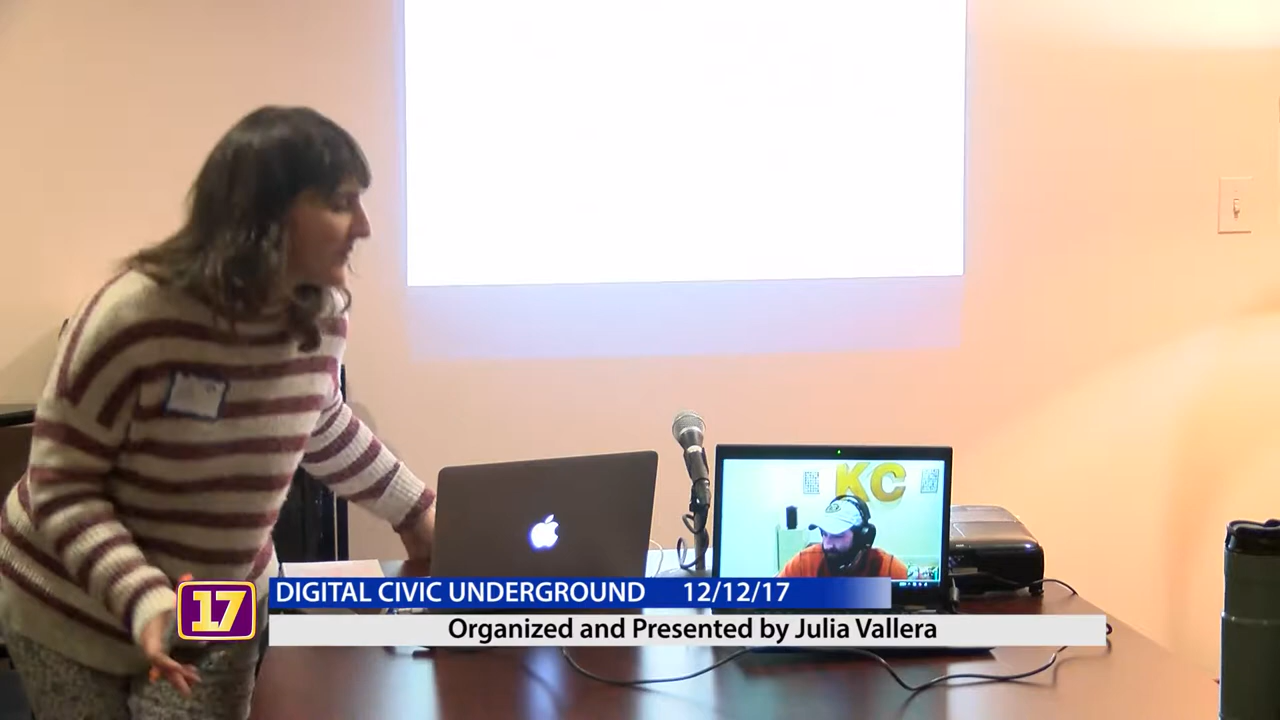 KC
17
DIGITAL CIVIC UNDERGROUND 12/12/17
Organized and Presented by Julia Vallera